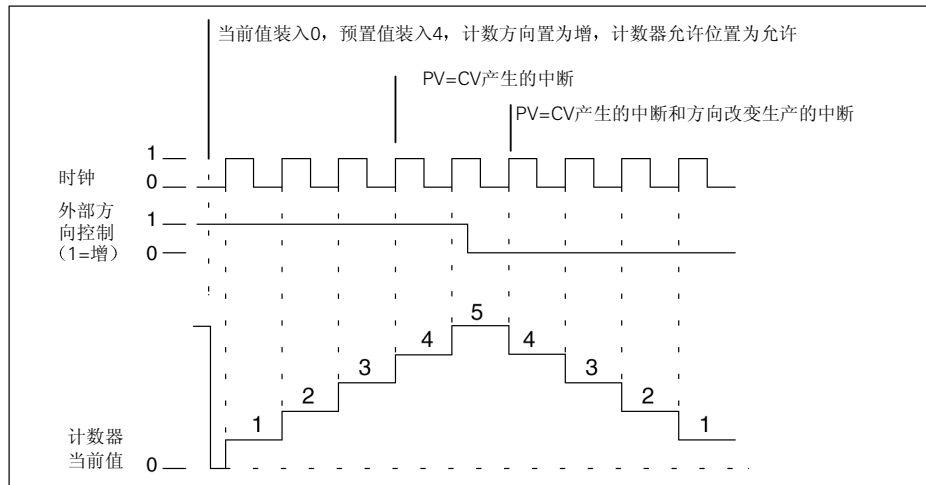 当前值装入0，预置值装入4，计数方向置为增，计数器允许位置为允许
PV=CV产生的中断
PV=CV产生的中断和方向改变生产的中断
1
时钟
0
外部方
向控制
（1=增）
1
0
5
4
4
3
3
2
2
1
1
计数器
当前值
0